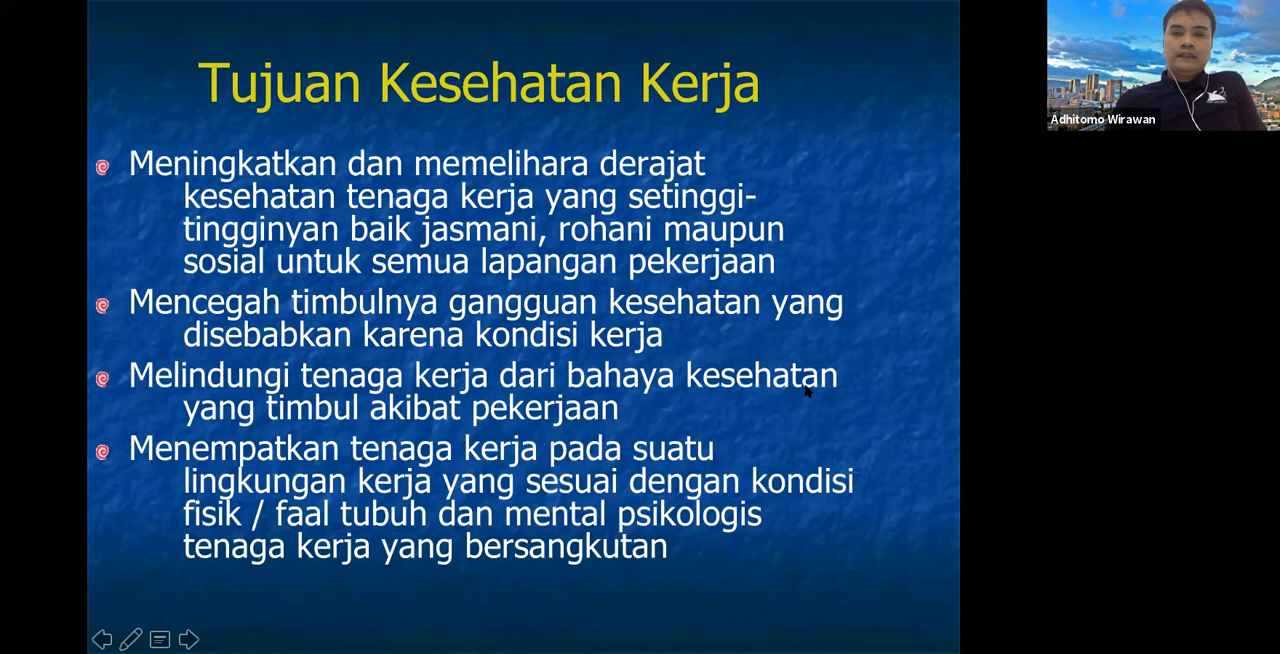 Tujuan Kesehatan Kerja
Meningkatkan dan memelihara derajat
kesehatan tenaga kerja yang setinggi-
tingginyan baik jasmani, rohani maupun
sosial untuk semua lapangan pekerjaan
Mencegah timbulnya gangguan kesehatan yang
disebabkan karena kondisi kerja
Melindungi tenaga kerja dari bahaya kesehatan
yang timbul akibat pekerjaan
Menempatkan tenaga kerja pada suatu
lingkungan kerja yang sesuai dengan kondisi
fisik / faal tubuh dan mental psikologis
tenaga kerja yang bersangkutan
Adhitomo Wirawan